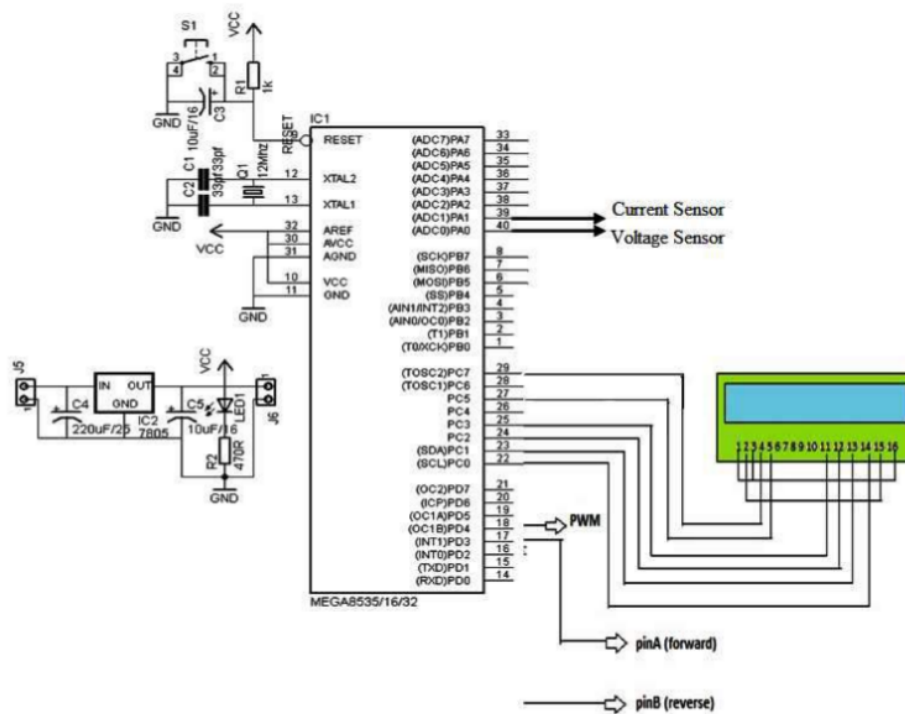 S1
VCC
3 1
4 2
R1
1k
10uF/16
C3
GND
RESET
9
IC1
RESET
C1
33pf
C2
33pf
Q1
12Mhz
12 XTAL2
13 XTAL1
GND
VCC
32 AREF
30 AVCC
31 AGND
10 VCC
11 GND
GND
(ADC7)PA7 33
(ADC6)PA6 34
(ADC5)PA5 35
(ADC4)PA4 36
(ADC3)PA3 37
(ADC2)PA2 38
(ADC1)PA1 39 Current Sensor
(ADC0)PA0 40 Voltage Sensor
(SCK)PB7 8
(MISO)PB6 7
(MOSI)PB5 6
(SS)PB4 5
(AIN1/INT2)PB3 4
(AIN0/OC0)PB2 3
(T1)PB1 2
(T0/XCK)PB0 1
(TOSC2)PC7 29
(TOSC1)PC6 28
PC5 27
PC4 26
PC3 25
PC2 24
(SDA)PC1 23
(SCL)PC0 22
(OC2)PD7 21
(ICP)PD6 20
(OC1A)PD5 19
(OC1B)PD4 18 PWM
(INT1)PD3 17
(INT0)PD2 16
(TXD)PD1 15
(RXD)PD0 14
MEGA8535/16/32
J5
1
IN OUT
GND
C4
220uF/25
IC2
7805
C5
10uF/16
VCC
LED1
R2
470R
1
J6
GND
1 2 3 4 5 6 7 8 9 10 11 12 13 14 15 16
pinA (forward)
pinB (reverse)